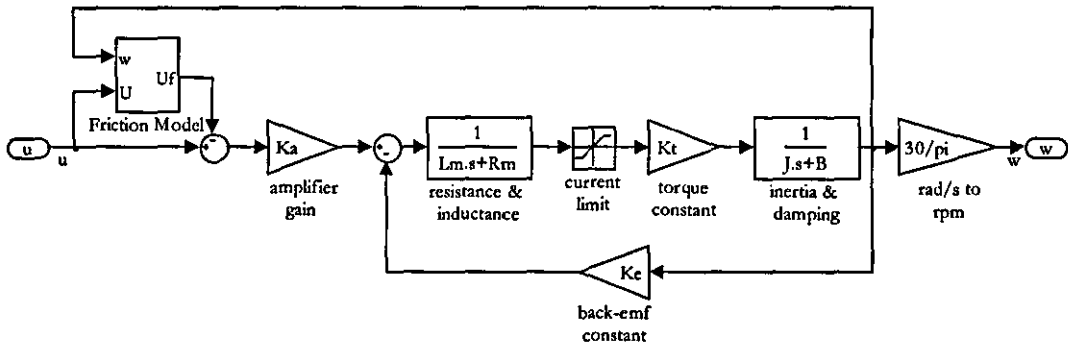 w
Uf
U
Friction Model
u
u
Ka
amplifier
gain
1
Lm.s+Rm
resistance &
inductance
current
limit
Kt
torque
constant
1
J.s+B
inertia &
damping
30/pi
rad/s to
rpm
w
w
Ke
back-emf
constant